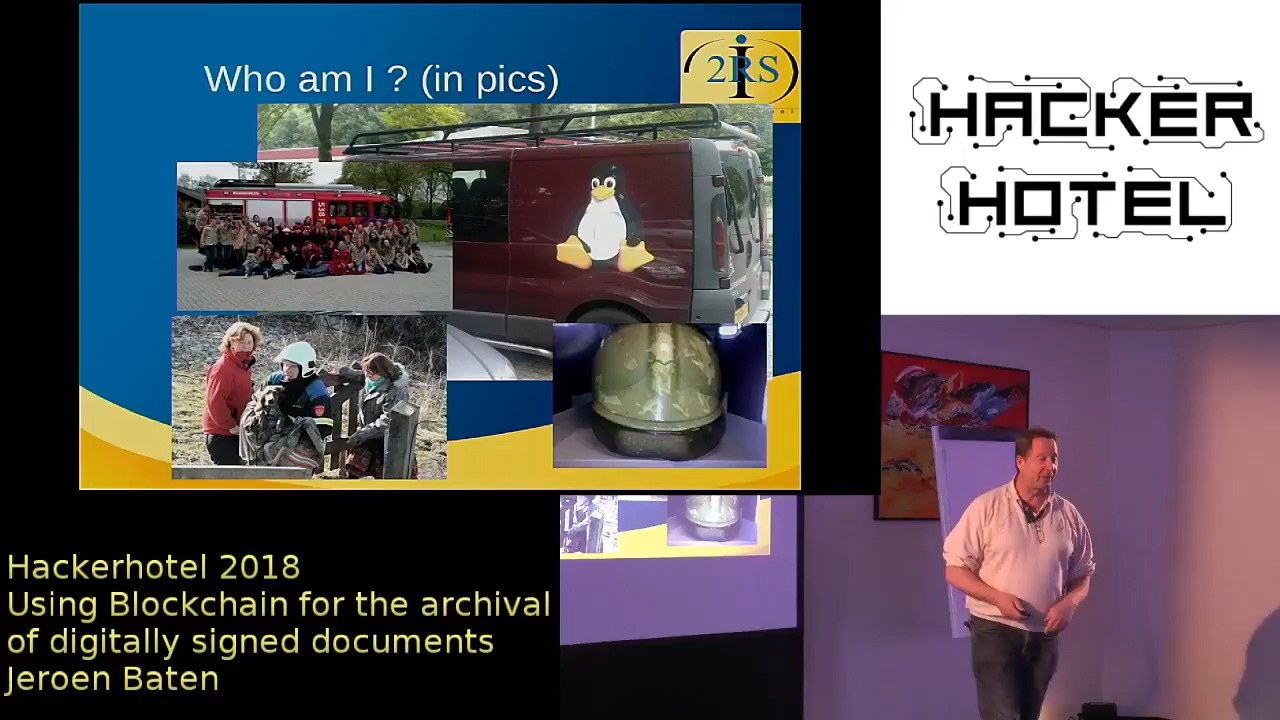 Who am I ? (in pics)
2RS
HACKER
HOTEL
Hackerhotel 2018
Using Blockchain for the archival
of digitally signed documents
Jeroen Baten